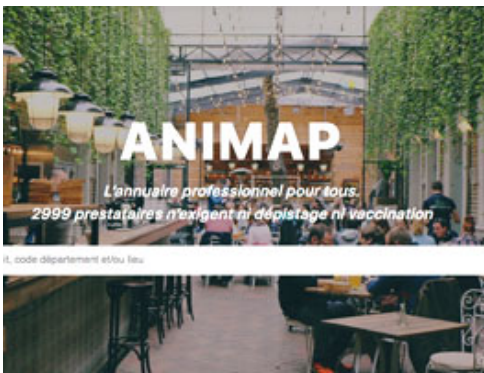 ANIMAP
L'annuaire professionnel pour tous.
2999 prestataires n'exigent ni dépistage ni vaccination
it, code département et/ou lieu